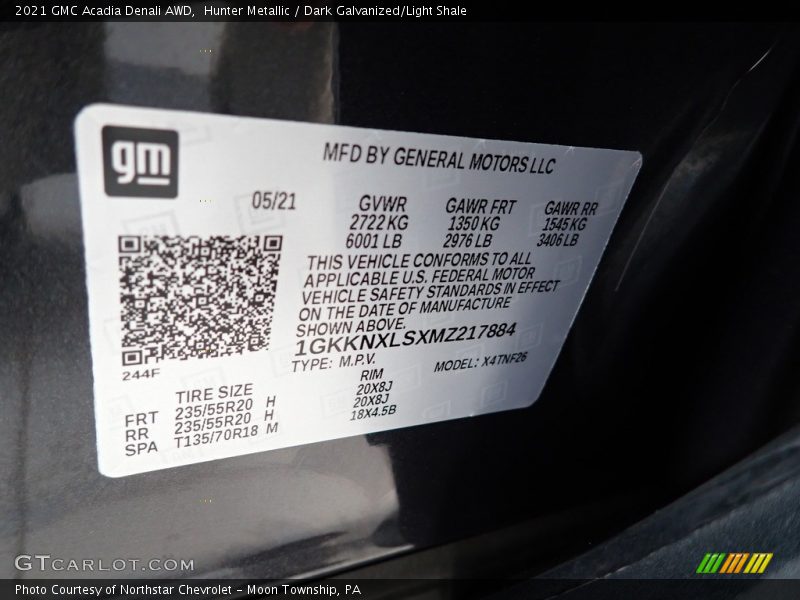 2021 GMC Acadia Denali AWD,  Hunter Metallic / Dark Galvanized/Light Shale
gm
MFD BY GENERAL MOTORS LLC
05/21 GVWR GAWR FRT GAWR RR
2722 KG 1350 KG 1545 KG
6001 LB 2976 LB 3406 LB
THIS VEHICLE CONFORMS TO ALL
APPLICABLE U.S. FEDERAL MOTOR
VEHICLE SAFETY STANDARDS IN EFFECT
ON THE DATE OF MANUFACTURE
SHOWN ABOVE.
1GKKNXLSXMZ217884
TYPE: M.P.V. MODEL: X4TNF26
244F
TIRE SIZE RIM
FRT 235/55R20 H 20X8J
RR 235/55R20 H 20X8J
SPA T135/70R18 M 18X4.5B
GTCARLOT.COM
Photo Courtesy of Northstar Chevrolet - Moon Township, PA